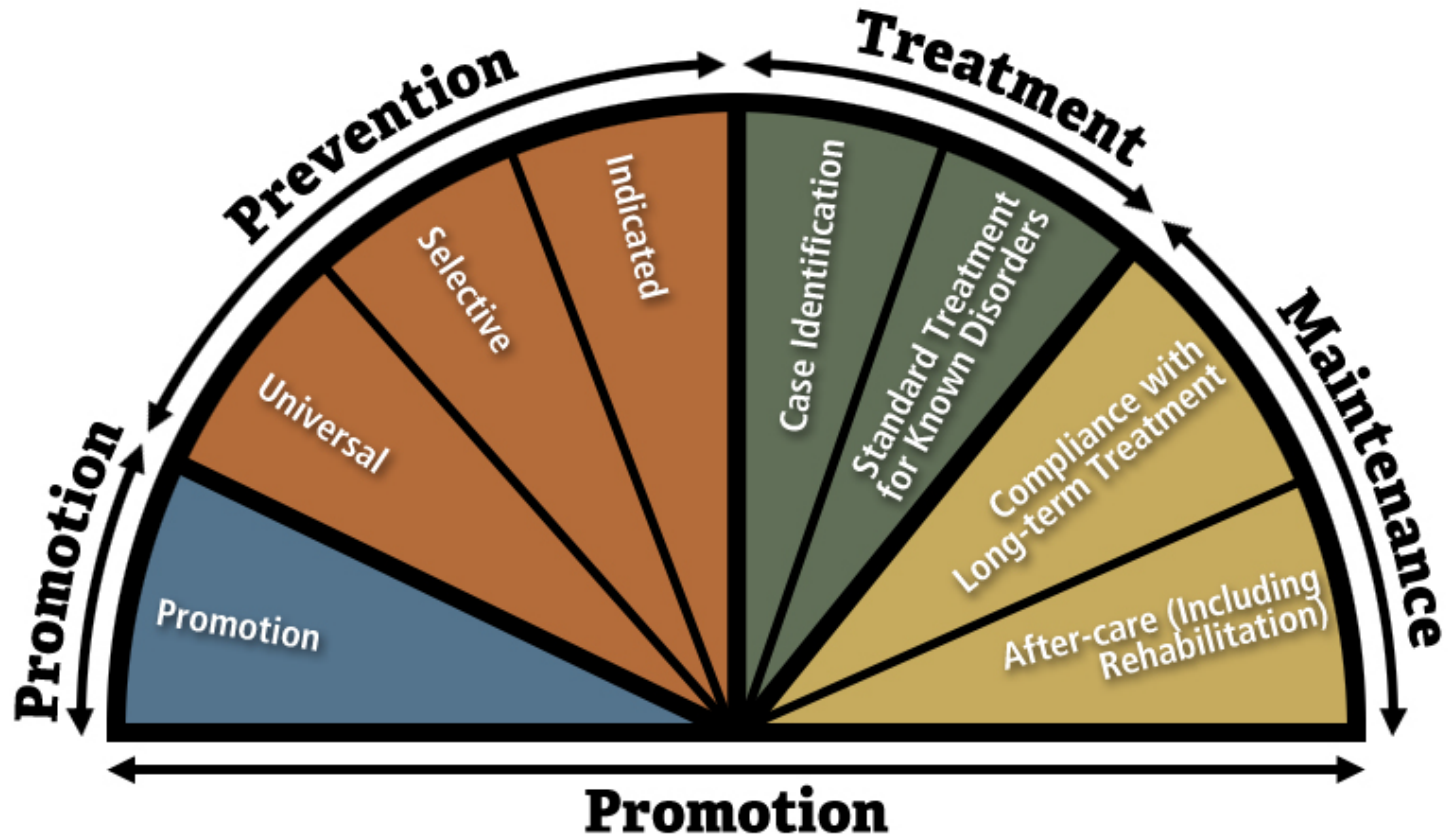 Promotion
Prevention
Treatment
Maintenance
Promotion
Universal
Selective
Indicated
Case Identification
Standard Treatment
for Known Disorders
Compliance with
Long-term Treatment
After-care (Including
Rehabilitation)
Promotion